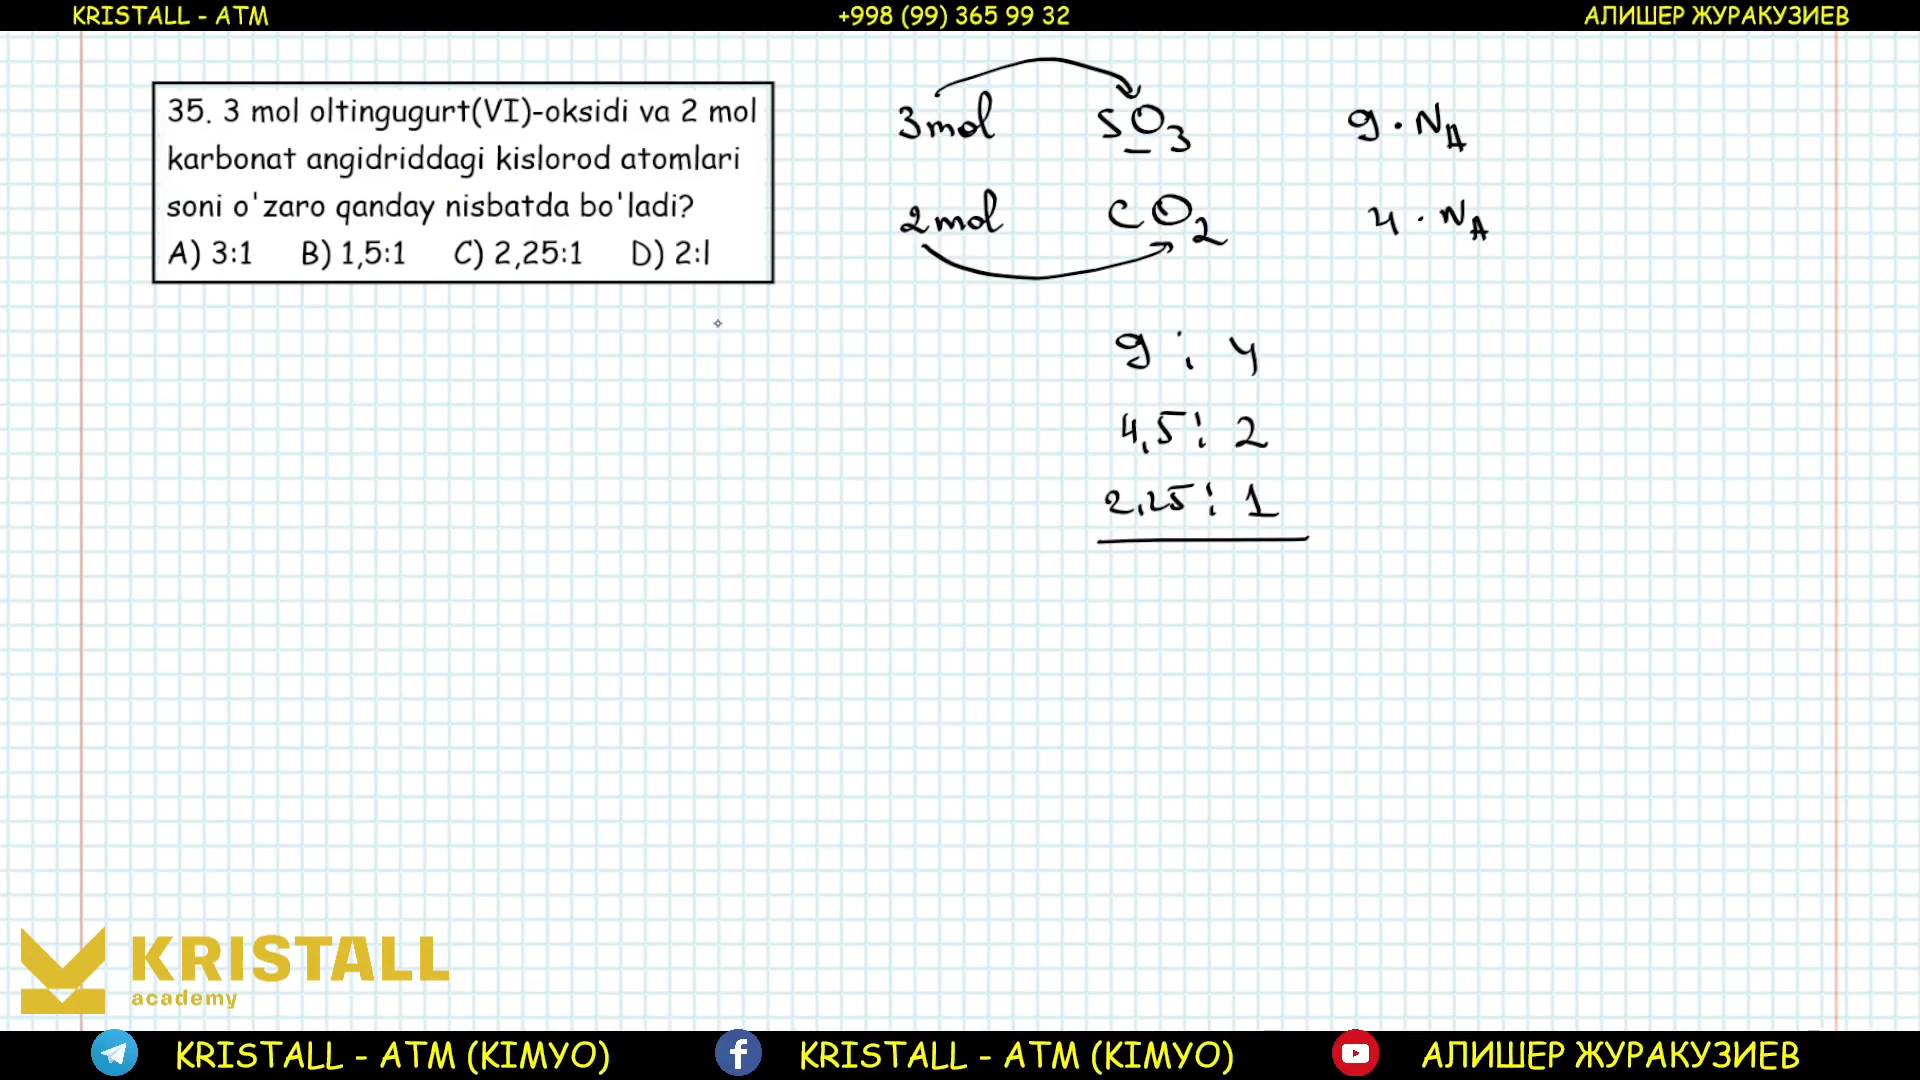 KRISTALL - ATM
+998 (99) 365 99 32
АЛИШЕР ЖУРАКУЗИЕВ
35. 3 mol oltingugurt(VI)-oksidi va 2 mol
karbonat angidriddagi kislorod atomlari
soni o'zaro qanday nisbatda bo'ladi?
A) 3:1 B) 1,5:1 C) 2,25:1 D) 2:l
3mol SO3 9 · NA
2mol CO2 4 · NA
9 : 4
4,5 : 2
2,25 : 1
KRISTALL
academy
KRISTALL - ATM (KIMYO)
KRISTALL - ATM (KIMYO)
АЛИШЕР ЖУРАКУЗИЕВ